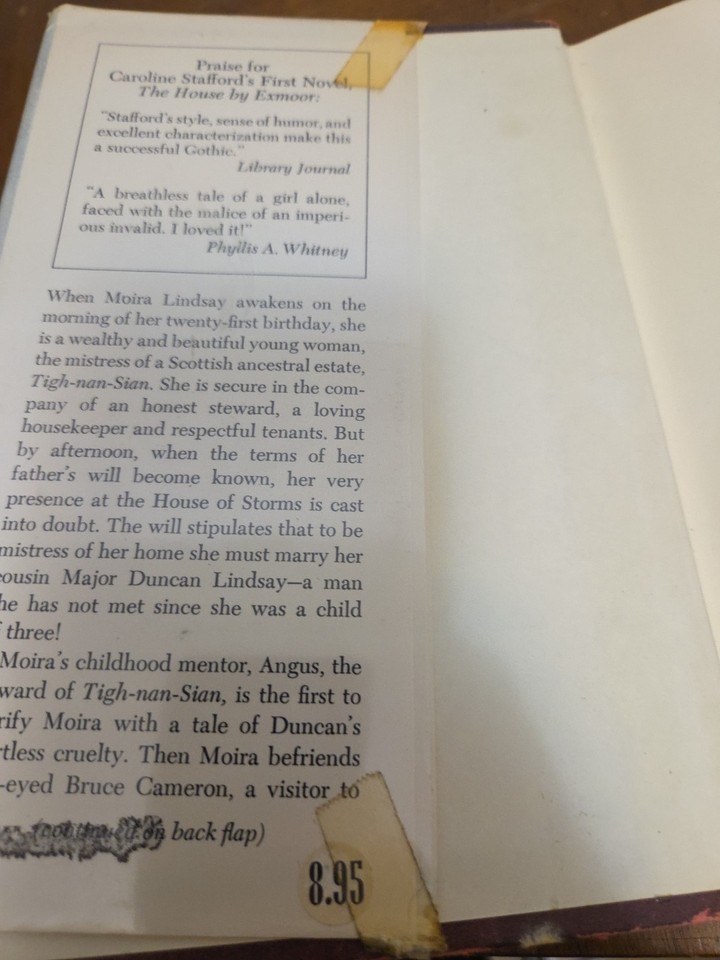 Praise for
Caroline Stafford's First Novel,
The House by Exmoor:
"Stafford's style, sense of humor, and
excellent characterization make this
a successful Gothic."
Library Journal
"A breathless tale of a girl alone,
faced with the malice of an imperi-
ous invalid. I loved it!"
Phyllis A. Whitney
When Moira Lindsay awakens on the
morning of her twenty-first birthday, she
is a wealthy and beautiful young woman,
the mistress of a Scottish ancestral estate,
Tigh-nan-Sian. She is secure in the com-
pany of an honest steward, a loving
housekeeper and respectful tenants. But
by afternoon, when the terms of her
father's will become known, her very
presence at the House of Storms is cast
into doubt. The will stipulates that to be
mistress of her home she must marry her
ousin Major Duncan Lindsay—a man
he has not met since she was a child
three!
Moira's childhood mentor, Angus, the
ward of Tigh-nan-Sian, is the first to
rify Moira with a tale of Duncan's
tless cruelty. Then Moira befriends
-eyed Bruce Cameron, a visitor to
on back flap)
8.95